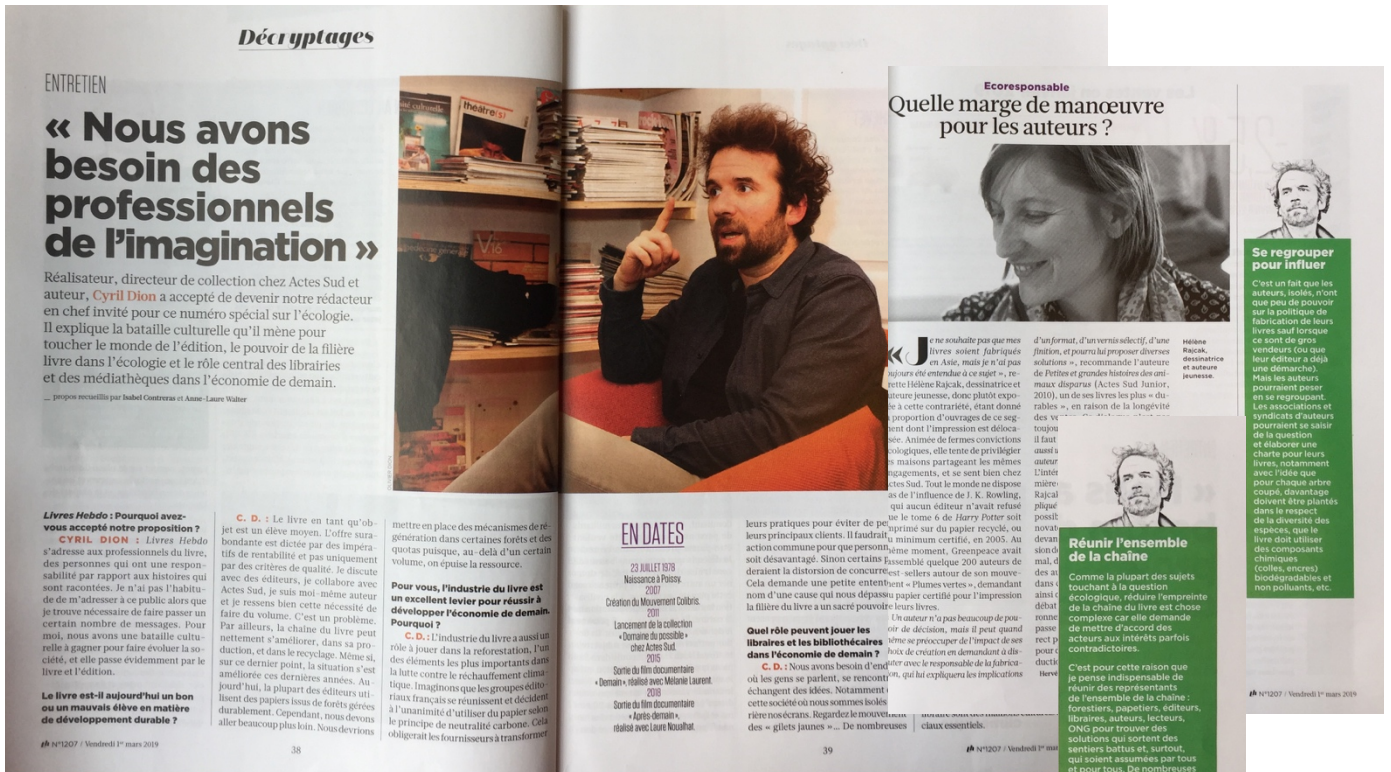 Décryptages
ENTRETIEN
« Nous avons
besoin des
professionnels
de l'imagination »
Réalisateur, directeur de collection chez Actes Sud et
auteur, Cyril Dion a accepté de devenir notre rédacteur
en chef invité pour ce numéro spécial sur l'écologie.
Il explique la bataille culturelle qu'il mène pour
toucher le monde de l'édition, le pouvoir de la filière
livre dans l'écologie et le rôle central des librairies
et des médiathèques dans l'économie de demain.
— propos recueillis par Isabel Contreras et Anne-Laure Walter
théâtre(s)
Livres Hebdo : Pourquoi avez-
vous accepté notre proposition ?
CYRIL DION : Livres Hebdo
s'adresse aux professionnels du livre,
des personnes qui ont une respon-
sabilité par rapport aux histoires qui
sont racontées. Je n'ai pas l'habitu-
de de m'adresser à ce public alors que
je trouve nécessaire de faire passer un
certain nombre de messages. Pour
moi, nous avons une bataille cultu-
relle à gagner pour faire évoluer la so-
ciété, et elle passe évidemment par le
livre et l'édition.
Le livre est-il aujourd'hui un bon
ou un mauvais élève en matière
de développement durable ?
C. D. : Le livre en tant qu'ob-
jet est un élève moyen. L'offre sura-
bondante est dictée par des impéra-
tifs de rentabilité et pas uniquement
par des critères de qualité. Je discute
avec des éditeurs, je collabore avec
Actes Sud, je suis moi-même auteur
et je ressens bien cette nécessité de
faire du volume. C'est un problème.
Par ailleurs, la chaîne du livre peut
nettement s'améliorer, dans sa pro-
duction, et dans le recyclage. Même si,
sur ce dernier point, la situation s'est
améliorée ces dernières années. Au-
jourd'hui, la plupart des éditeurs uti-
lisent des papiers issus de forêts gérées
durablement. Cependant, nous devons
aller beaucoup plus loin. Nous devrions
mettre en place des mécanismes de ré-
génération dans certaines forêts et des
quotas puisque, au-delà d'un certain
volume, on épuise la ressource.
Pour vous, l'industrie du livre est
un excellent levier pour réussir à
développer l'économie de demain.
Pourquoi ?
C. D. : L'industrie du livre a aussi un
rôle à jouer dans la reforestation, l'un
des éléments les plus importants dans
la lutte contre le réchauffement clima-
tique. Imaginons que les groupes édito-
riaux français se réunissent et décident
à l'unanimité d'utiliser du papier selon
le principe de neutralité carbone. Cela
obligerait les fournisseurs à transformer
lh N°1207 / Vendredi 1er mars 2019
38
EN DATES
23 JUILLET 1978
Naissance à Poissy.
2007
Création du Mouvement Colibris.
2011
Lancement de la collection
« Domaine du possible »
chez Actes Sud.
2015
Sortie du film documentaire
« Demain », réalisé avec Mélanie Laurent.
2018
Sortie du film documentaire
« Après-demain »,
réalisé avec Laure Noualhat.
leurs pratiques pour éviter de pe
leurs principaux clients. Il faudrait
action commune pour que personn
soit désavantagé. Sinon certains p
deraient la distorsion de concurre
Cela demande une petite entent
nom d'une cause qui nous dépass
la filière du livre a un sacré pouvoir
Quel rôle peuvent jouer les
libraires et les bibliothécaires
dans l'économie de demain ?
C. D. : Nous avons besoin d'end
où les gens se parlent, se rencont
échangent des idées. Notamment
cette société où nous sommes isolés
rière nos écrans. Regardez le mouvement
des « gilets jaunes »... De nombreuses
39
claux essentiels.
lh N°1207 / Vendredi 1er mar
Ecoresponsable
Quelle marge de manœuvre
pour les auteurs ?
« Je ne souhaite pas que mes
livres soient fabriqués
en Asie, mais je n'ai pas
ujours été entendue à ce sujet », re-
rette Hélène Rajcak, dessinatrice et
uteure jeunesse, donc plutôt expo-
ée à cette contrariété, étant donné
a proportion d'ouvrages de ce seg-
ment dont l'impression est déloca-
sée. Animée de fermes convictions
cologiques, elle tente de privilégier
s maisons partageant les mêmes
ngagements, et se sent bien chez
ctes Sud. Tout le monde ne dispose
as de l'influence de J. K. Rowling,
qui aucun éditeur n'avait refusé
ue le tome 6 de Harry Potter soit
mprimé sur du papier recyclé, ou
u minimum certifié, en 2005. Au
ême moment, Greenpeace avait
assemblé quelque 200 auteurs de
est-sellers autour de son mouve-
ment « Plumes vertes », demandant
u papier certifié pour l'impression
e leurs livres.
Un auteur n'a pas beaucoup de pou-
oir de décision, mais il peut quand
ême se préoccuper de l'impact de ses
hoix de création en demandant à dis-
uter avec le responsable de la fabrica-
on, qui lui expliquera les implications
d'un format, d'un vernis sélectif, d'une
finition, et pourra lui proposer diverses
solutions », recommande l'auteure
de Petites et grandes histoires des ani-
maux disparus (Actes Sud Junior,
2010), un de ses livres les plus « du-
rables », en raison de la longévité
Hélène
Rajcak,
dessinatrice
et auteure
jeunesse.
Se regrouper
pour influer
C'est un fait que les
auteurs, isolés, n'ont
que peu de pouvoir
sur la politique de
fabrication de leurs
livres sauf lorsque
ce sont de gros
vendeurs (ou que
leur éditeur a déjà
une démarche).
Mais les auteurs
pourraient peser
en se regroupant.
Les associations et
syndicats d'auteurs
pourraient se saisir
de la question
et élaborer une
charte pour leurs
livres, notamment
avec l'idée que
pour chaque arbre
coupé, davantage
doivent être plantés
dans le respect
de la diversité des
espèces, que le
livre doit utiliser
des composants
chimiques
(colles, encres)
biodégradables et
non polluants, etc.
lh N°1207 / Vendredi 1er mars 2019
Réunir l'ensemble
de la chaîne
Comme la plupart des sujets
touchant à la question
écologique, réduire l'empreinte
de la chaîne du livre est chose
complexe car elle demande
de mettre d'accord des
acteurs aux intérêts parfois
contradictoires.
C'est pour cette raison que
je pense indispensable de
réunir des représentants
de l'ensemble de la chaîne :
forestiers, papetiers, éditeurs,
libraires, auteurs, lecteurs,
ONG pour trouver des
solutions qui sortent des
sentiers battus et, surtout,
qui soient assumées par tous
et pour tous. De nombreuses